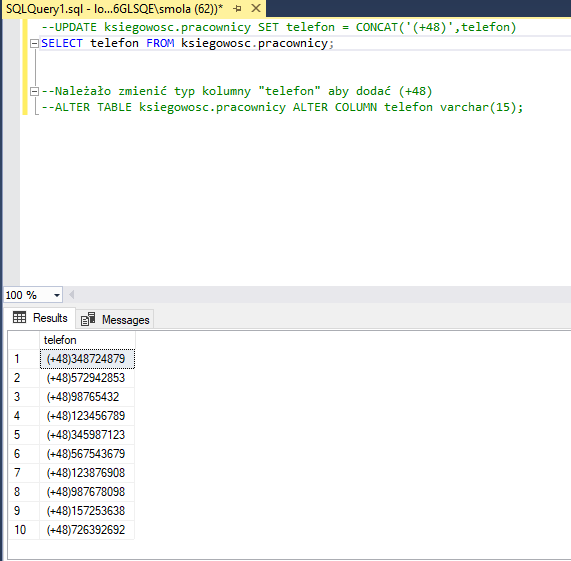 SQLQuery1.sql - lo...6GLSQE\smola (62))*
--UPDATE ksiegowosc.pracownicy SET telefon = CONCAT('(+48)',telefon)
SELECT telefon FROM ksiegowosc.pracownicy;
--Należało zmienić typ kolumny "telefon" aby dodać (+48)
--ALTER TABLE ksiegowosc.pracownicy ALTER COLUMN telefon varchar(15);
100 %
Results Messages
telefon
1 (+48)348724879
2 (+48)572942853
3 (+48)98765432
4 (+48)123456789
5 (+48)345987123
6 (+48)567543679
7 (+48)123876908
8 (+48)987678098
9 (+48)157253638
10 (+48)726392692